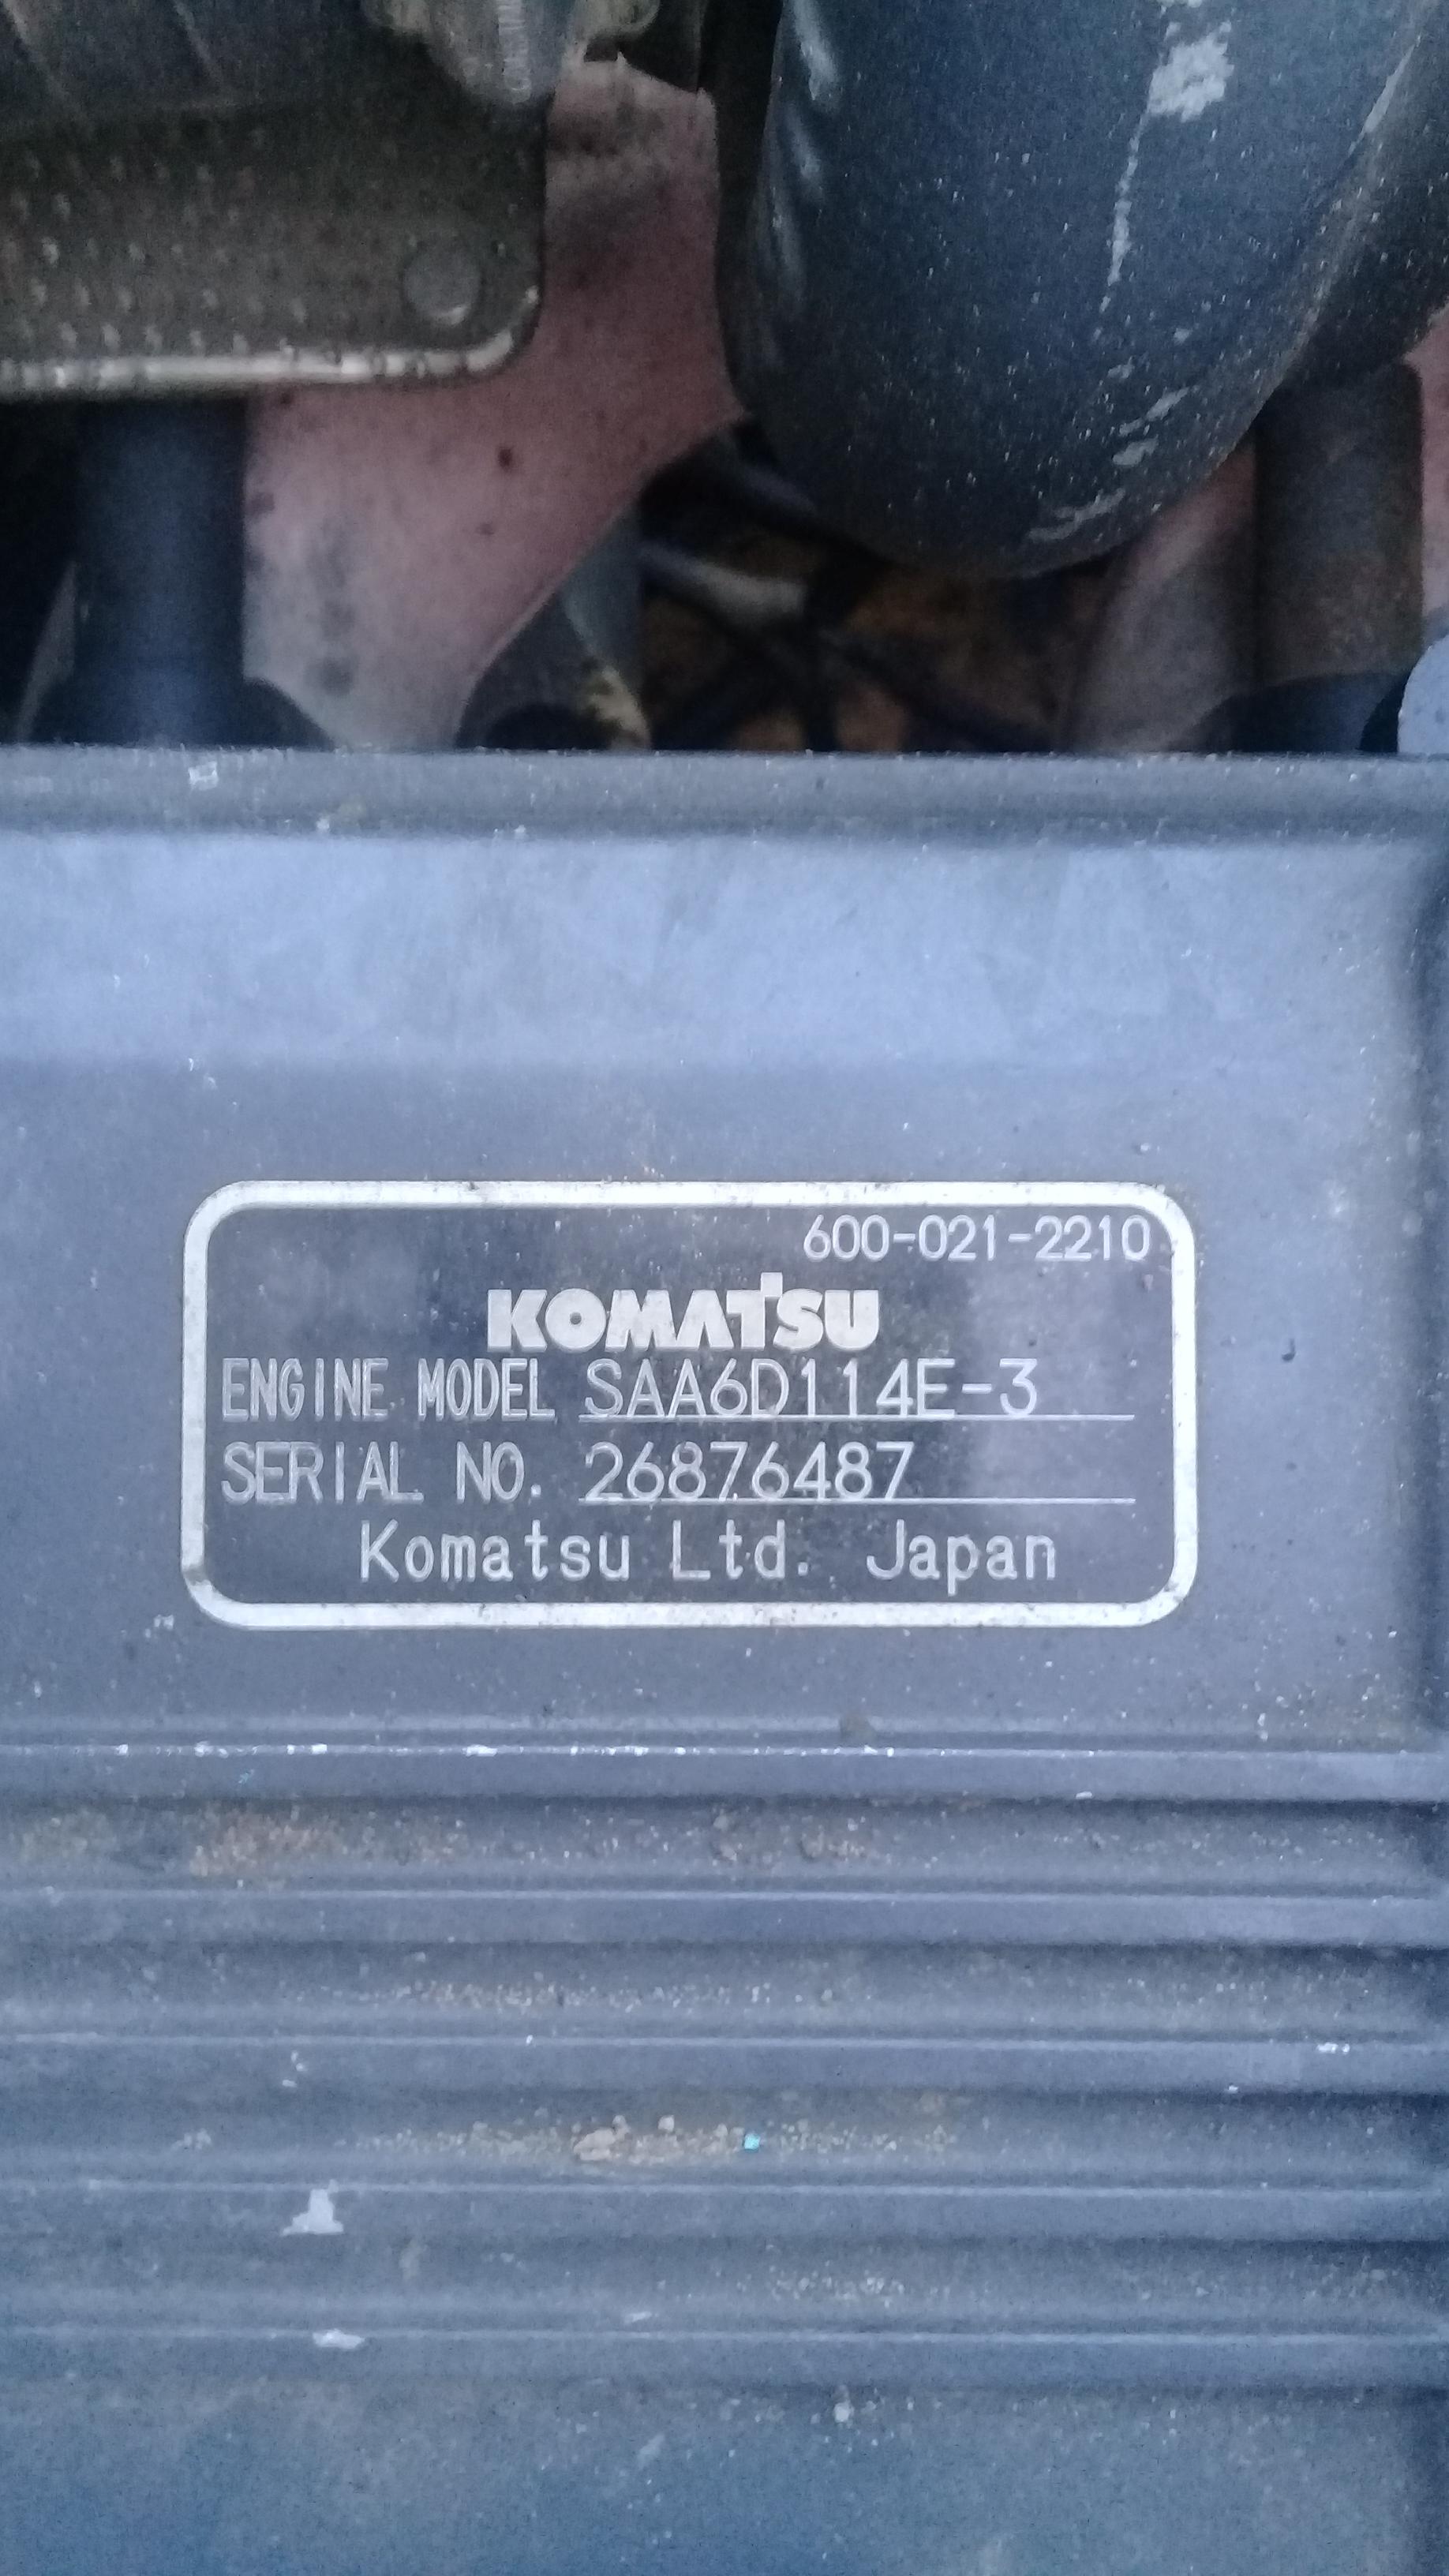 600-021-2210
KOMATSU
ENGINE MODEL SAA6D114E-3
SERIAL NO. 26876487
Komatsu Ltd. Japan